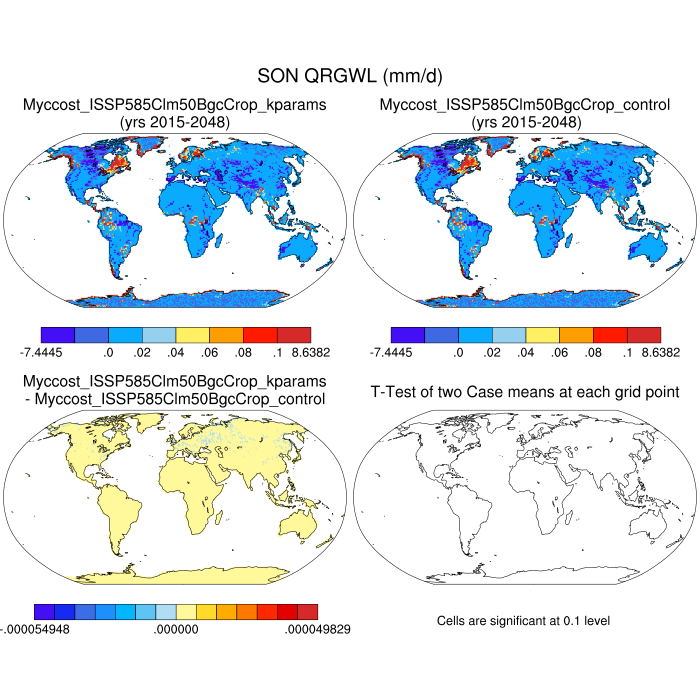 SON QRGWL (mm/d)
Myccost_ISSP585Clm50BgcCrop_kparams
(yrs 2015-2048)
Myccost_ISSP585Clm50BgcCrop_control
(yrs 2015-2048)
-7.4445 .0 .02 .04 .06 .08 .1 8.6382
-7.4445 .0 .02 .04 .06 .08 .1 8.6382
Myccost_ISSP585Clm50BgcCrop_kparams
- Myccost_ISSP585Clm50BgcCrop_control
T-Test of two Case means at each grid point
-.000054948 .000000 .000049829
Cells are significant at 0.1 level